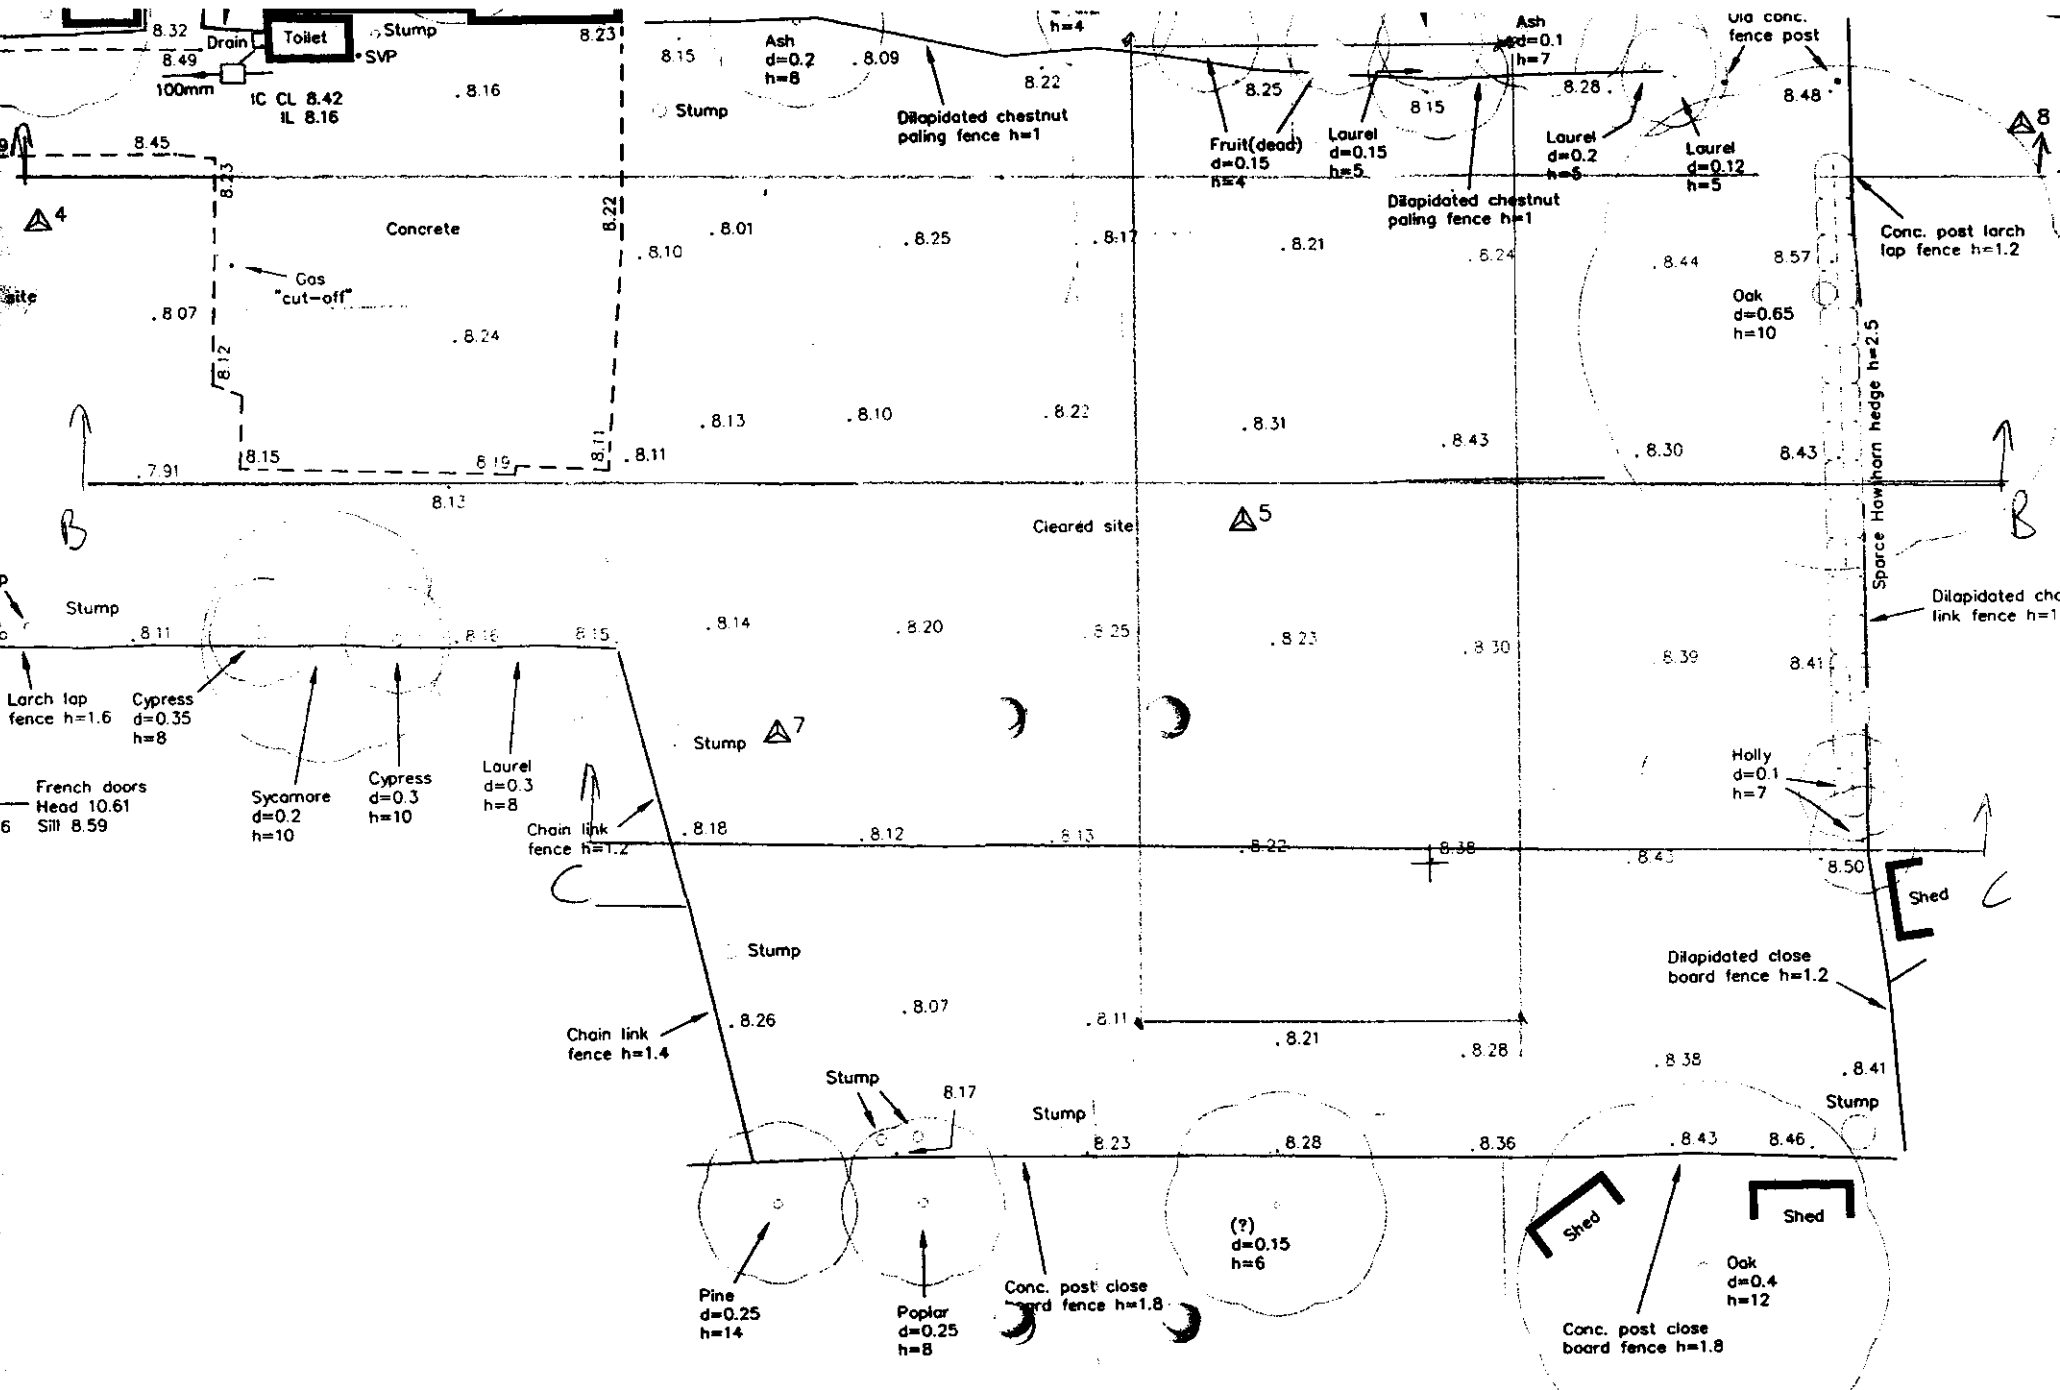 8.32
Drain
Toilet
Stump
8.23
8.49
SVP
100mm
IC CL 8.42
IL 8.16
.8.16
8.15
Ash
d=0.2
h=8
.8.09
h=4
8.22
Stump
Dilapidated chestnut
paling fence h=1
Ash
d=0.1
h=7
Old conc.
fence post
8.25
8.15
8.28
8.48
8
Fruit(dead)
d=0.15
h=4
Laurel
d=0.15
h=5
Laurel
d=0.2
h=5
Laurel
d=0.12
h=5
Dilapidated chestnut
paling fence h=1
9
8.45
8.23
4
Concrete
8.22
.8.10
.8.01
.8.25
.8.17
.8.21
.8.24
.8.44
8.57
Conc. post larch
lap fence h=1.2
Gas
"cut-off"
site
.8.07
.8.24
8.12
Oak
d=0.65
h=10
Sparce Hawthorn hedge h=2.5
.8.13
.8.10
.8.22
.8.31
.8.43
.8.30
8.43
.7.91
8.15
8.19
8.11
.8.11
8.13
B
B
Cleared site
5
P
Stump
8.11
.8.16
8.15
.8.14
.8.20
.8.25
.8.23
.8.30
.8.39
8.41
Dilapidated cha
link fence h=1
Larch lap
fence h=1.6
Cypress
d=0.35
h=8
Sycamore
d=0.2
h=10
Cypress
d=0.3
h=10
Laurel
d=0.3
h=8
Stump
7
French doors
Head 10.61
6 Sill 8.59
Holly
d=0.1
h=7
Chain link
fence h=1.2
.8.18
.8.12
.8.13
.8.22
8.38
8.50
C
C
Shed
Stump
Dilapidated close
board fence h=1.2
Chain link
fence h=1.4
.8.26
.8.07
.8.11
.8.21
.8.28
.8.38
.8.41
Stump
8.17
Stump
Stump
8.23
8.28
8.36
8.43
8.46.
Shed
Shed
Pine
d=0.25
h=14
Poplar
d=0.25
h=8
Conc. post close
board fence h=1.8
(?)
d=0.15
h=6
Oak
d=0.4
h=12
Conc. post close
board fence h=1.8